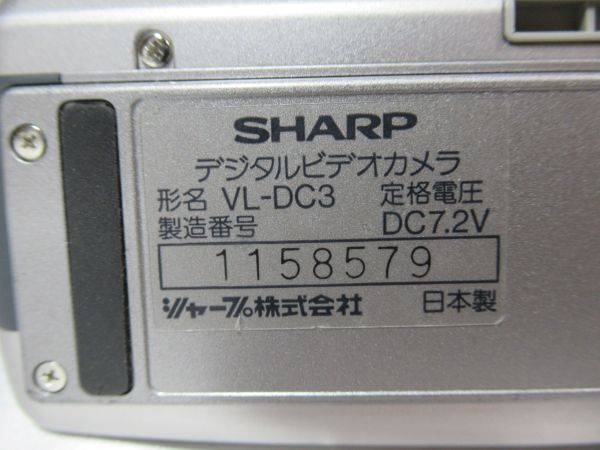 SHARP
デジタルビデオカメラ
形名 VL-DC3 定格電圧
製造番号 DC7.2V
1158579
シャープ株式会社 日本製